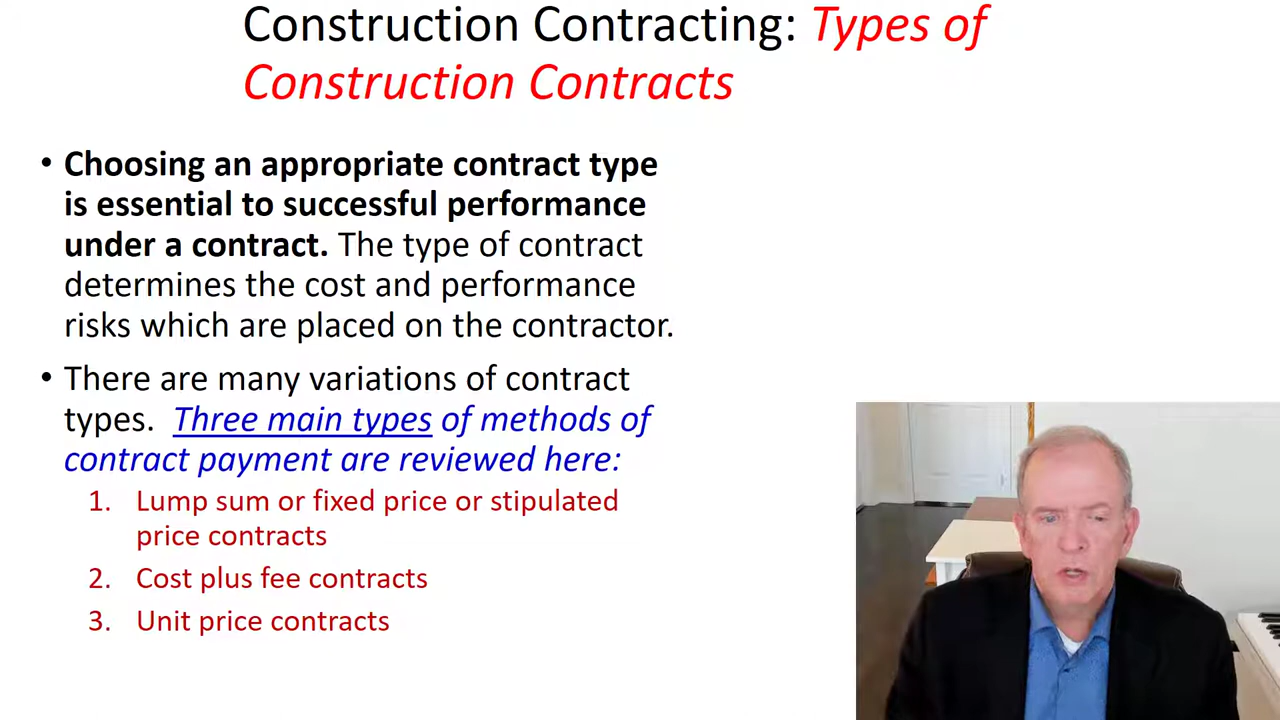 Construction Contracting: Types of
Construction Contracts
• Choosing an appropriate contract type
is essential to successful performance
under a contract. The type of contract
determines the cost and performance
risks which are placed on the contractor.
• There are many variations of contract
types. Three main types of methods of
contract payment are reviewed here:
1. Lump sum or fixed price or stipulated
price contracts
2. Cost plus fee contracts
3. Unit price contracts